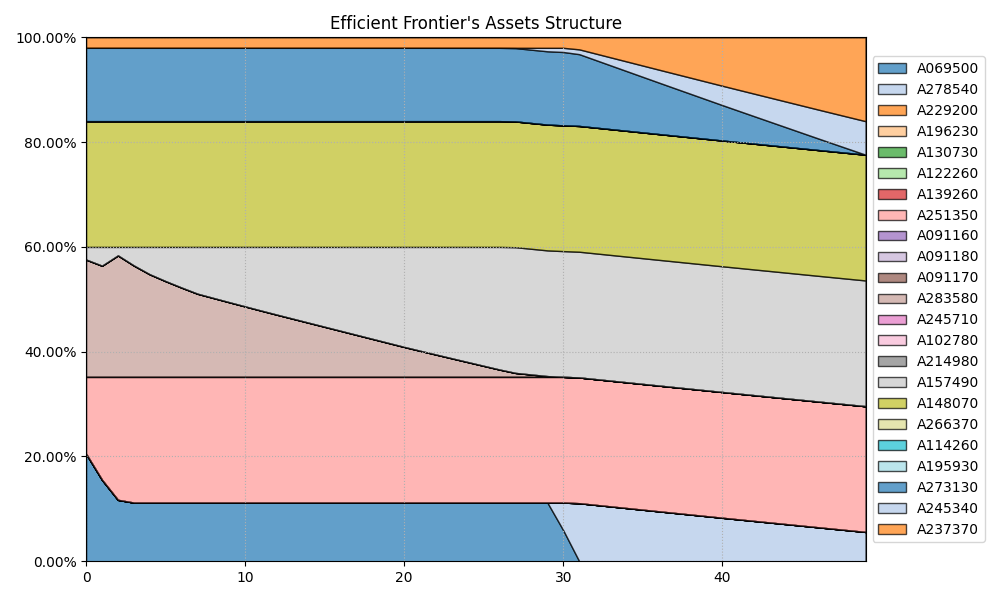 Efficient Frontier's Assets Structure
100.00%
80.00%
60.00%
40.00%
20.00%
0.00%
0
10
20
30
40
A069500
A278540
A229200
A196230
A130730
A122260
A139260
A251350
A091160
A091180
A091170
A283580
A245710
A102780
A214980
A157490
A148070
A266370
A114260
A195930
A273130
A245340
A237370